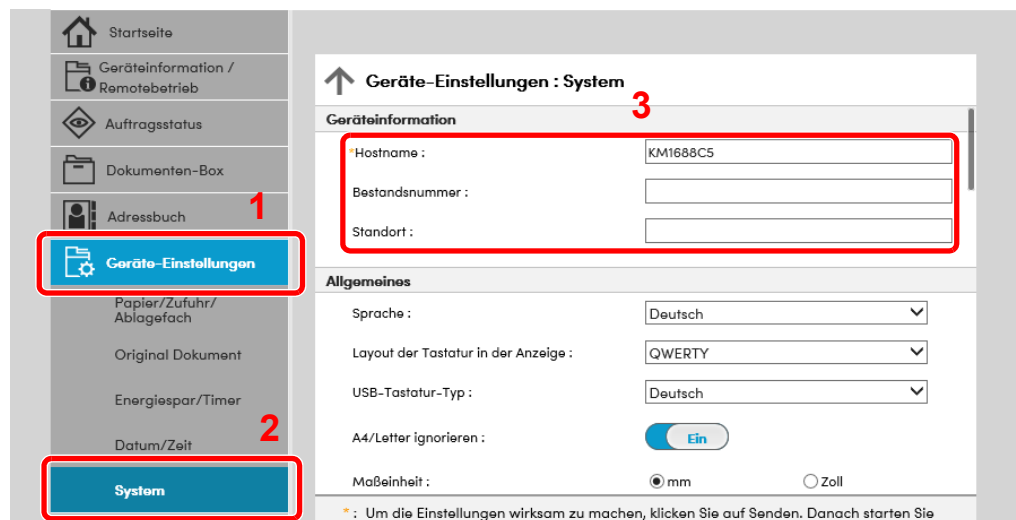 Startseite
Geräteinformation /
Remotebetrieb
Auftragsstatus
Dokumenten-Box
Adressbuch
1
Geräte-Einstellungen
Papier/Zufuhr/
Ablagefach
Original Dokument
Energiespar/Timer
Datum/Zeit
2
System
Geräte-Einstellungen : System
3
Geräteinformation
*Hostname : KM1688C5
Bestandsnummer :
Standort :
Allgemeines
Sprache : Deutsch
Layout der Tastatur in der Anzeige : QWERTY
USB-Tastatur-Typ : Deutsch
A4/Letter ignorieren : Ein
Maßeinheit : mm Zoll
* : Um die Einstellungen wirksam zu machen, klicken Sie auf Senden. Danach starten Sie